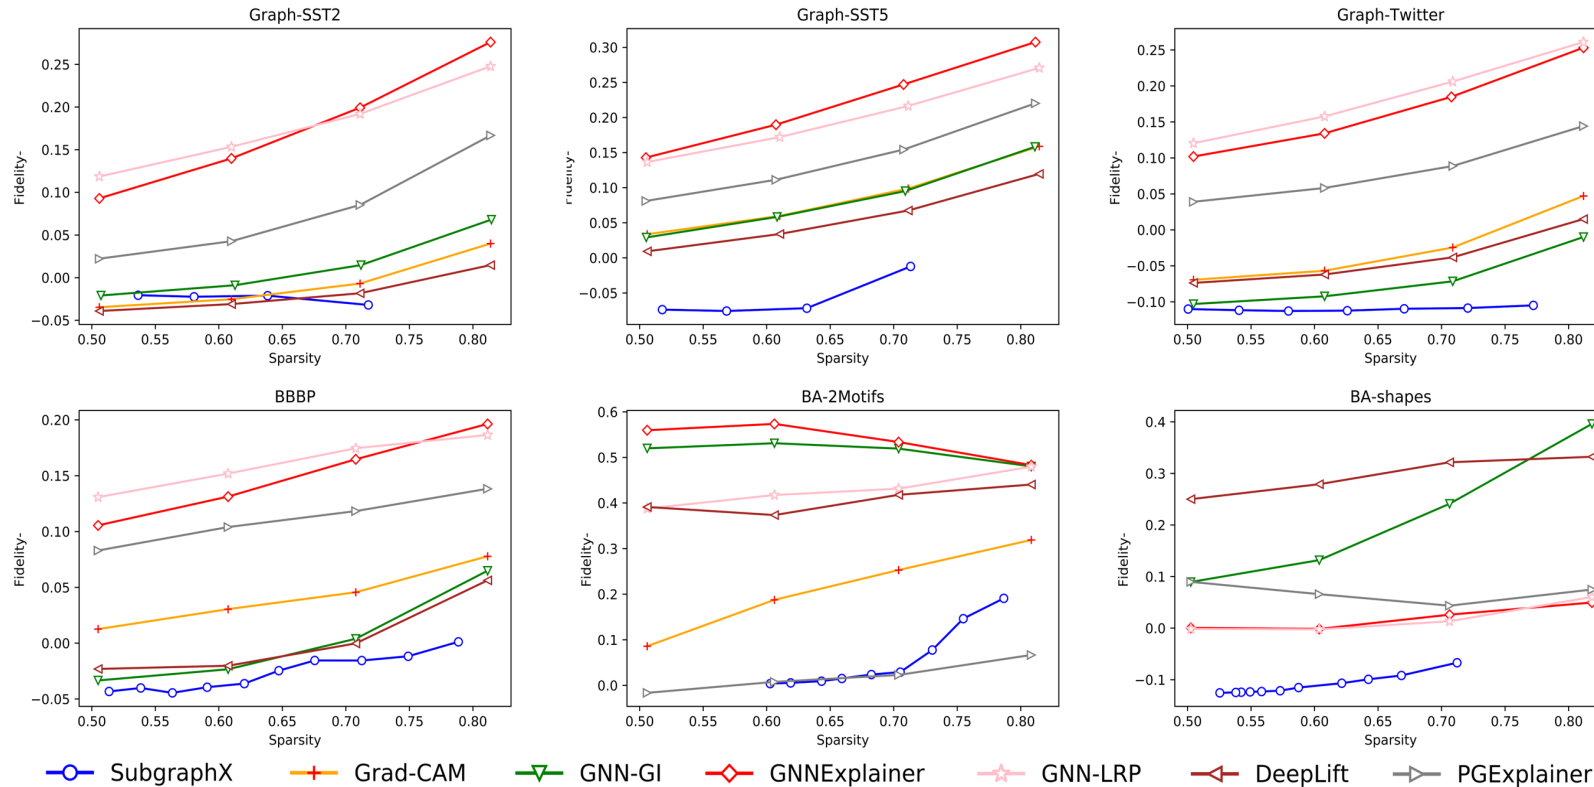 Graph-SST2
Graph-SST5
Graph-Twitter
Fidelity-
0.25
0.20
0.15
0.10
0.05
0.00
−0.05
0.50 0.55 0.60 0.65 0.70 0.75 0.80
Sparsity
Fidelity-
0.30
0.25
0.20
0.15
0.10
0.05
0.00
−0.05
0.50 0.55 0.60 0.65 0.70 0.75 0.80
Sparsity
Fidelity-
0.25
0.20
0.15
0.10
0.05
0.00
−0.05
−0.10
0.50 0.55 0.60 0.65 0.70 0.75 0.80
Sparsity
BBBP
BA-2Motifs
BA-shapes
Fidelity-
0.20
0.15
0.10
0.05
0.00
−0.05
0.50 0.55 0.60 0.65 0.70 0.75 0.80
Sparsity
Fidelity-
0.6
0.5
0.4
0.3
0.2
0.1
0.0
0.50 0.55 0.60 0.65 0.70 0.75 0.80
Sparsity
Fidelity-
0.4
0.3
0.2
0.1
0.0
−0.1
0.50 0.55 0.60 0.65 0.70 0.75 0.80
Sparsity
SubgraphX Grad-CAM GNN-GI GNNExplainer GNN-LRP DeepLift PGExplainer